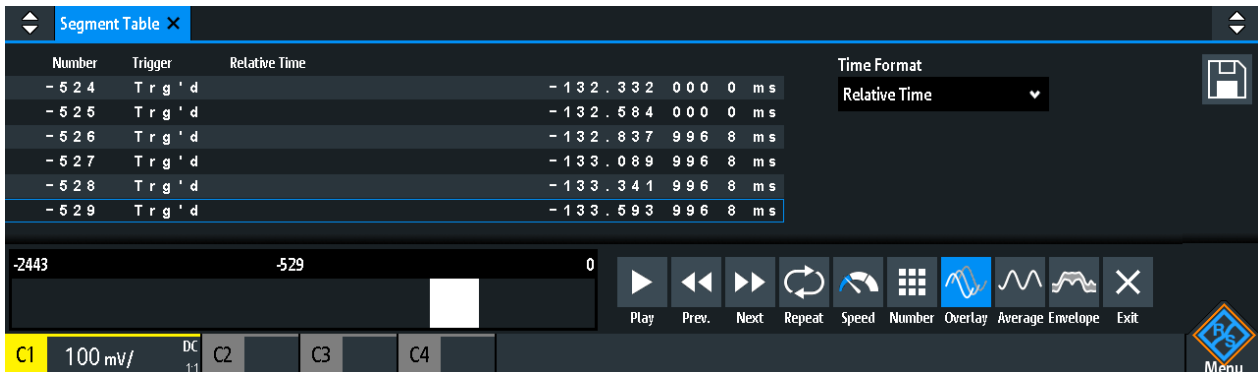 Segment Table ×
Number Trigger Relative Time
-524 Trg'd -132.332 000 0 ms
-525 Trg'd -132.584 000 0 ms
-526 Trg'd -132.837 996 8 ms
-527 Trg'd -133.089 996 8 ms
-528 Trg'd -133.341 996 8 ms
-529 Trg'd -133.593 996 8 ms
Time Format
Relative Time
-2443 -529 0
Play Prev. Next Repeat Speed Number Overlay Average Envelope Exit
C1 100 mV/ DC 1:1 C2 C3 C4
R&S
Menu